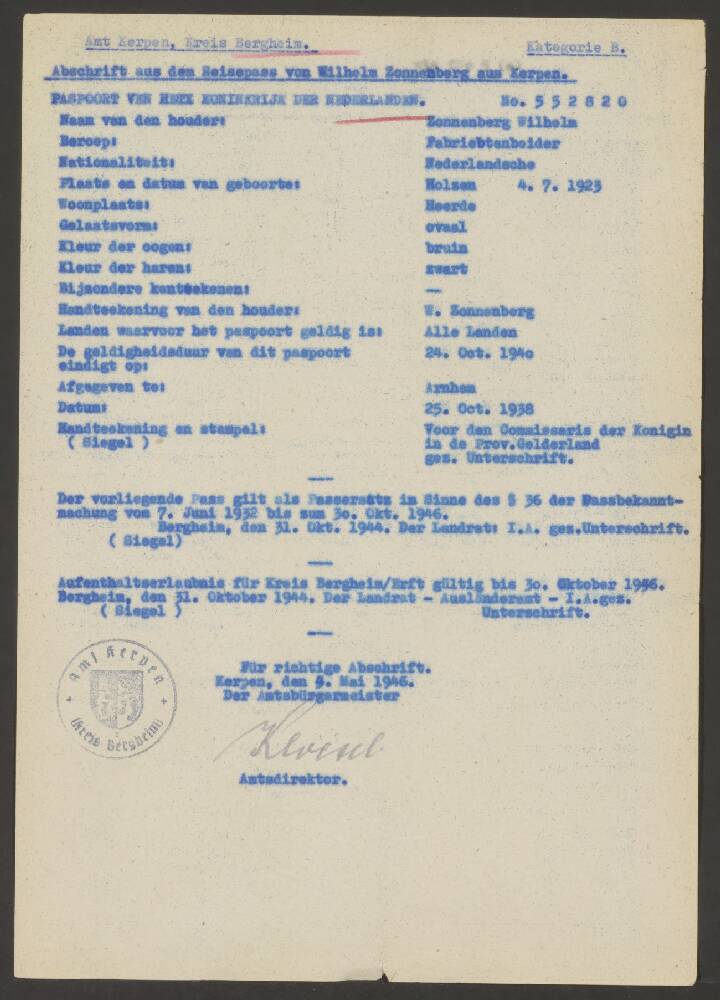 Amt Kerpen, Kreis Bergheim. Kategorie B.
Abschrift aus dem Reisepass von Wilhelm Zonnenberg aus Kerpen.
PASPOORT VEN HETX KONINKRIJK DER NEDERLANDEN. No. 5 5 2 8 2 0
Naam van den houder: Zonnenberg Wilhelm
Beroep: Fabriebtenbeider
Nationaliteit: Nederlandsche
Plaats en datum van geboorte: Holzen 4. 7. 1923
Woonplaats: Heerde
Gelaatsvorm: ovaal
Kleur der oogen: bruin
Kleur der haren: zwart
Bijzondere kenteekenen: —
Handteekening van den houder: W. Zonnenberg
Landen waarvoor het paspoort geldig is: Alle Landen
De geldigheidsduur van dit paspoort 24. Oct. 194o
eindigt op:
Afgegeven te: Arnhem
Datum: 25. Oct. 1938
Handteekening en stempel: Voor den Commissaris der Konigin
( Siegel ) in de Prov.Gelderland
gez. Unterschrift.
Der vorliegende Pass gilt als Passersatz im Sinne des § 36 der Passbekannt-
machung vom 7. Juni 1932 bis zum 3o. Okt. 1946.
Bergheim, den 31. Okt. 1944. Der Landrat: I.A. gez.Unterschrift.
( Siegel)
Aufenthaltserlaubnis für Kreis Bergheim/Erft gültig bis 3o. Oktober 1946.
Bergheim, den 31. Oktober 1944. Der Landrat - Ausländeramt - I.A.gez.
( Siegel ) Unterschrift.
Für richtige Abschrift.
Kerpen, den 8. Mai 1946.
Der Amtsbürgermeister
Amt Kerpen
Kreis Bergheim
Amtsdirektor.